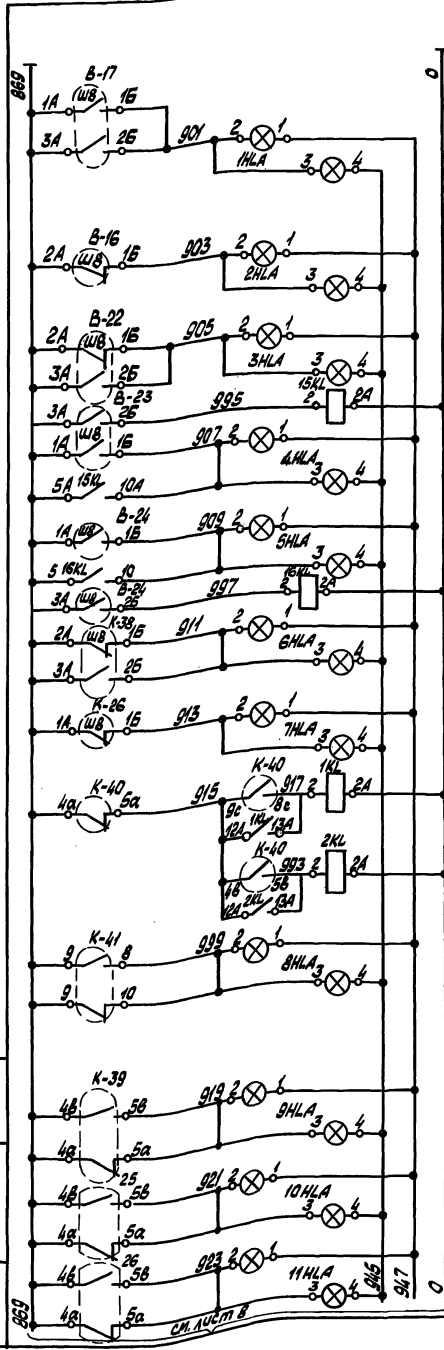 869
0
В-17
1А ШВ 1Б
3А 2Б 901 2 1
1HLA 3 4
В-16
2А ШВ 1Б 903 2 1
2HLA
3 4
В-22
2А ШВ 1Б 905 2 1
3А 2Б 3HLA 3 4
В-23
15KL
3А 2Б 995 2 2А
1А ШВ 1Б 907 2 1
4HLA
5А 15KL 10А 3 4
В-24
1А ШВ 1Б 909 2 1
5HLA
5 16KL 10 3 4
В-24 16KL
3А 2Б 997 2 2А
К-38
2А ШВ 1Б 911 2 1
6HLA
3А 2Б 3 4
К-26
1А ШВ 1Б 913 2 1
7HLA
3 4
К-40 1KL
917
К-40
4а 5а 915 9с 8с 2 2А
12А 1KL 13А
К-40 2KL
4в 5в 993 2 2А
12А 2KL 13А
К-41
9 8 999 2 1
8HLA
9 10 3 4
К-39
4в 5в 919 2 1
9HLA
4а 5а 3 4
25
4в 5в 921 2 1
10HLA
4а 5а 3 4
26
4в 5в 923 2 1
11HLA
4а 5а 3 4
869
945
947
0
см. лист 8